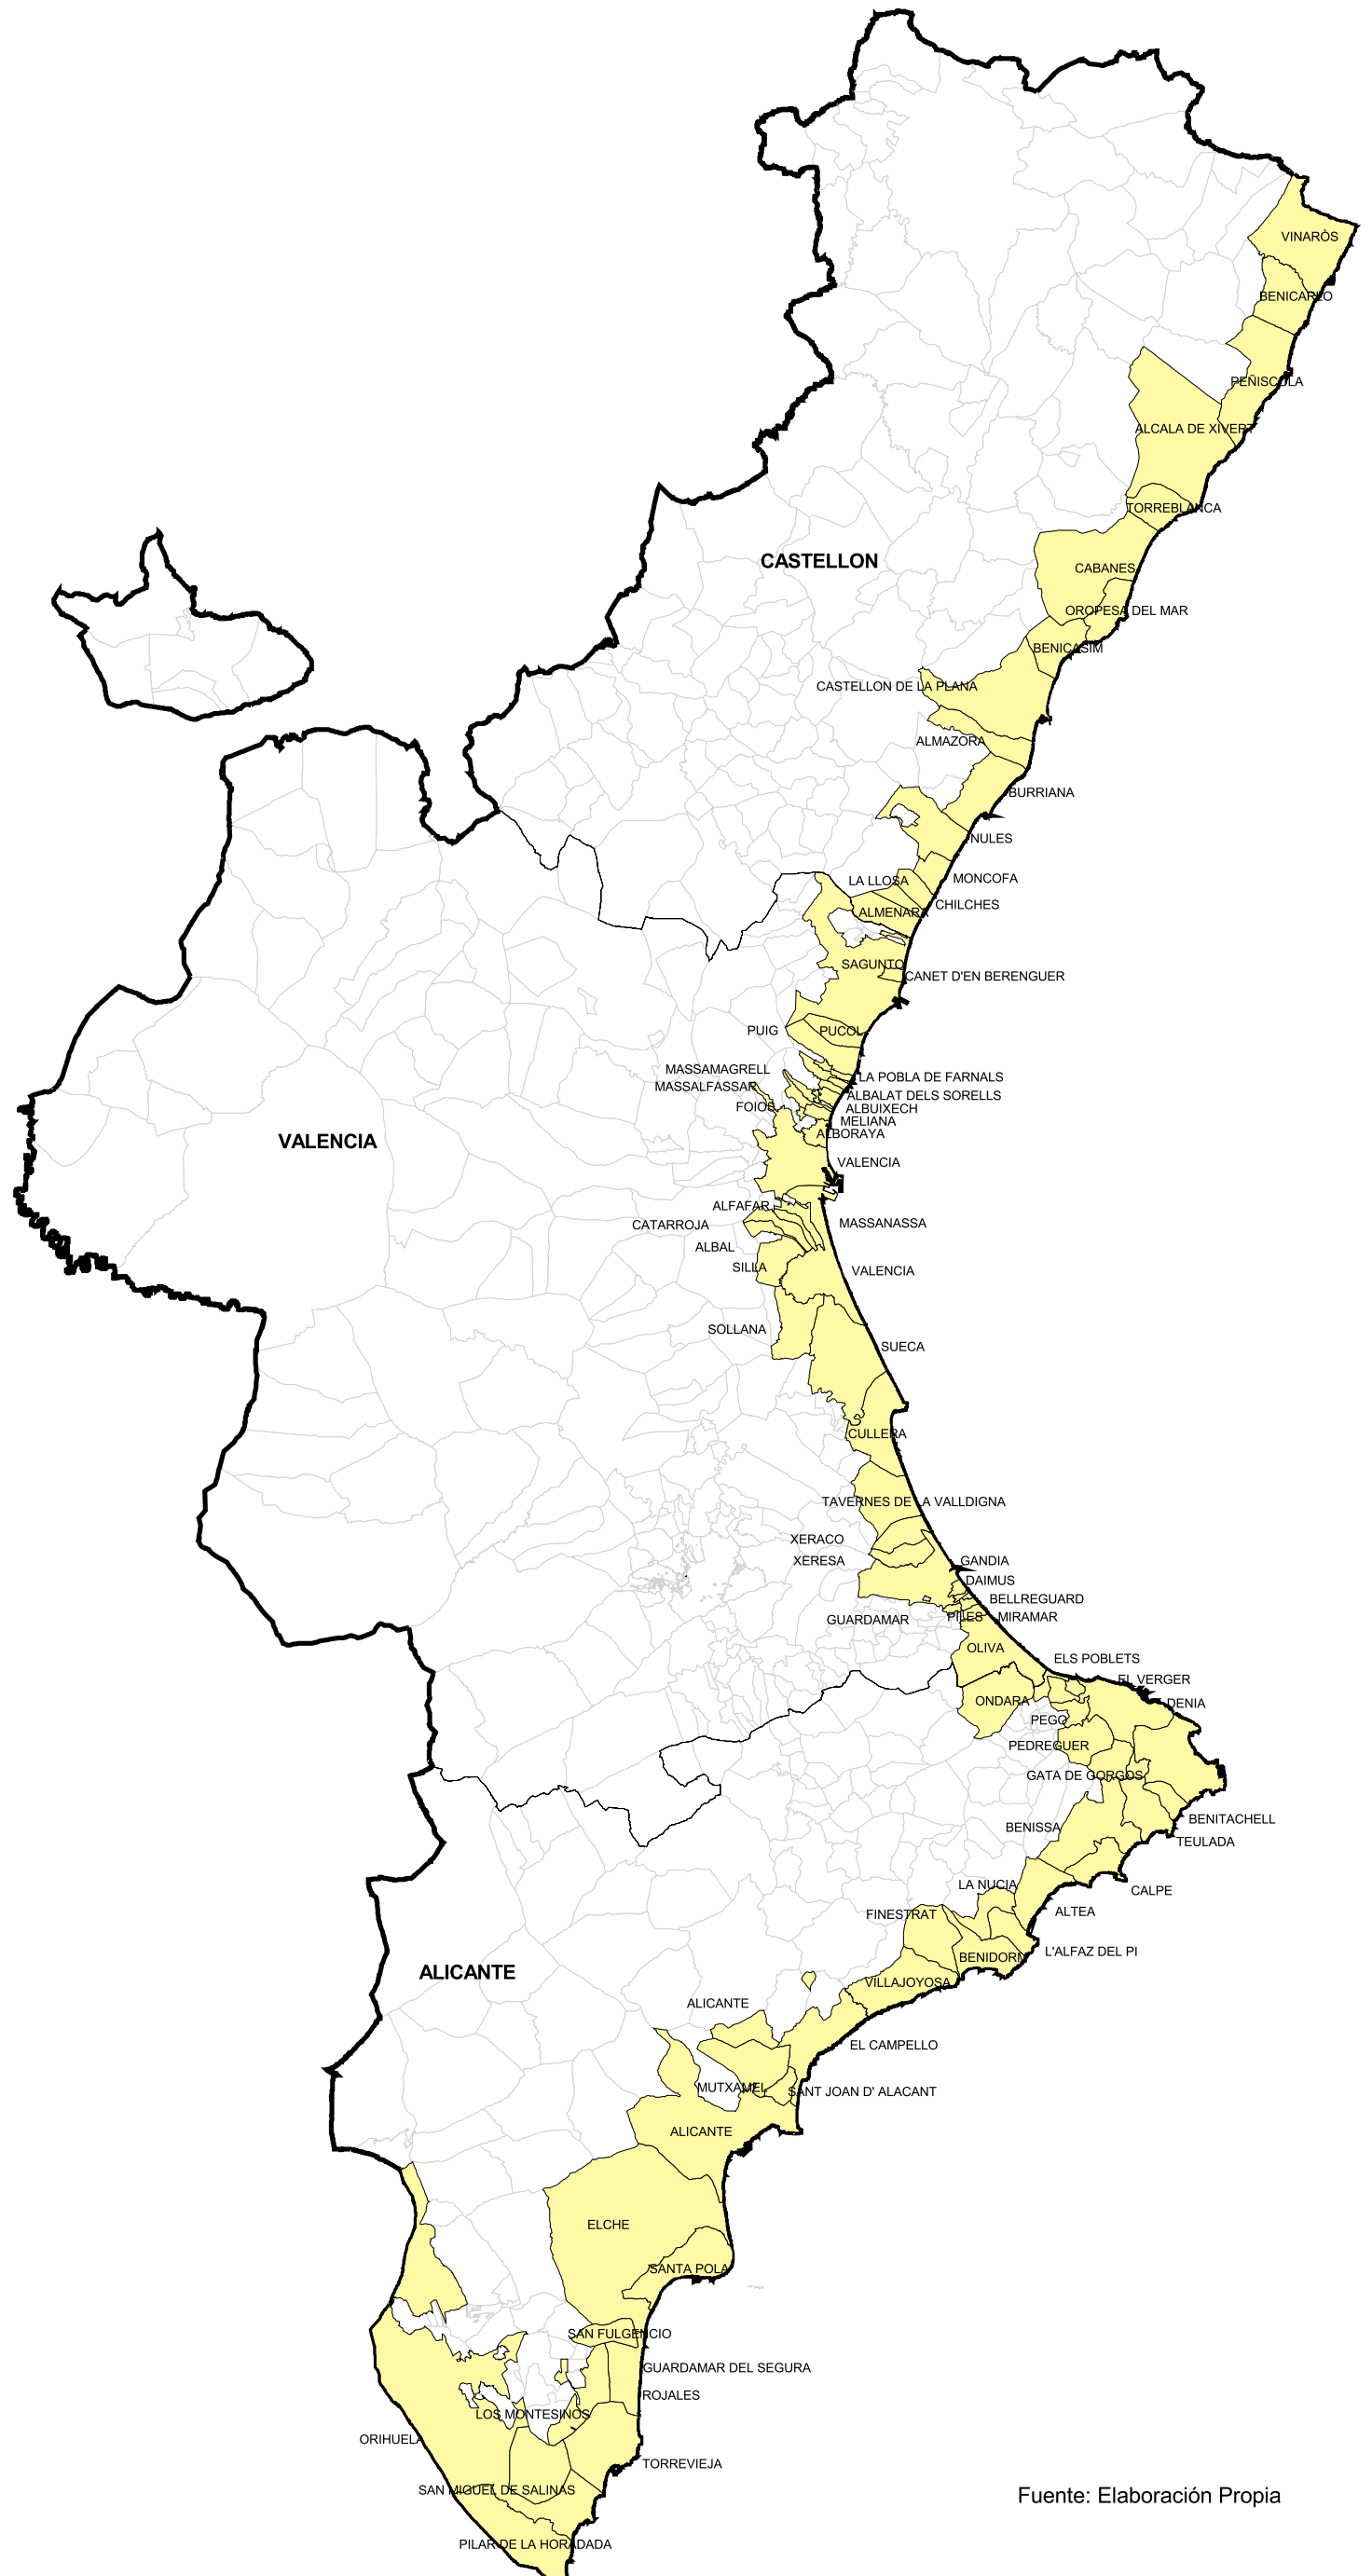 VINARÒS
BENICARLO
PEÑISCOLA
ALCALA DE XIVERT
TORREBLANCA
CASTELLON
CABANES
OROPESA DEL MAR
BENICASIM
CASTELLON DE LA PLANA
ALMAZORA
BURRIANA
NULES
MONCOFA
LA LLOSA
CHILCHES
ALMENARA
SAGUNTO
CANET D'EN BERENGUER
PUIG
PUCOL
MASSAMAGRELL
LA POBLA DE FARNALS
MASSALFASSAR
ALBALAT DELS SORELLS
FOIOS
ALBUIXECH
MELIANA
ALBORAYA
VALENCIA
VALENCIA
ALFAFAR
MASSANASSA
CATARROJA
ALBAL
SILLA
VALENCIA
SOLLANA
SUECA
CULLERA
TAVERNES DE LA VALLDIGNA
XERACO
XERESA
GANDIA
DAIMUS
BELLREGUARD
GUARDAMAR
PILES
MIRAMAR
OLIVA
ELS POBLETS
EL VERGER
ONDARA
DENIA
PEGO
PEDREGUER
GATA DE GORGOS
BENITACHELL
BENISSA
TEULADA
LA NUCIA
CALPE
FINESTRAT
ALTEA
L'ALFAZ DEL PI
BENIDORM
ALICANTE
VILLAJOYOSA
ALICANTE
EL CAMPELLO
MUTXAMEL
SANT JOAN D' ALACANT
ALICANTE
ELCHE
SANTA POLA
SAN FULGENCIO
GUARDAMAR DEL SEGURA
ROJALES
LOS MONTESINOS
ORIHUELA
TORREVIEJA
SAN MIGUEL DE SALINAS
PILAR DE LA HORADADA
Fuente: Elaboración Propia